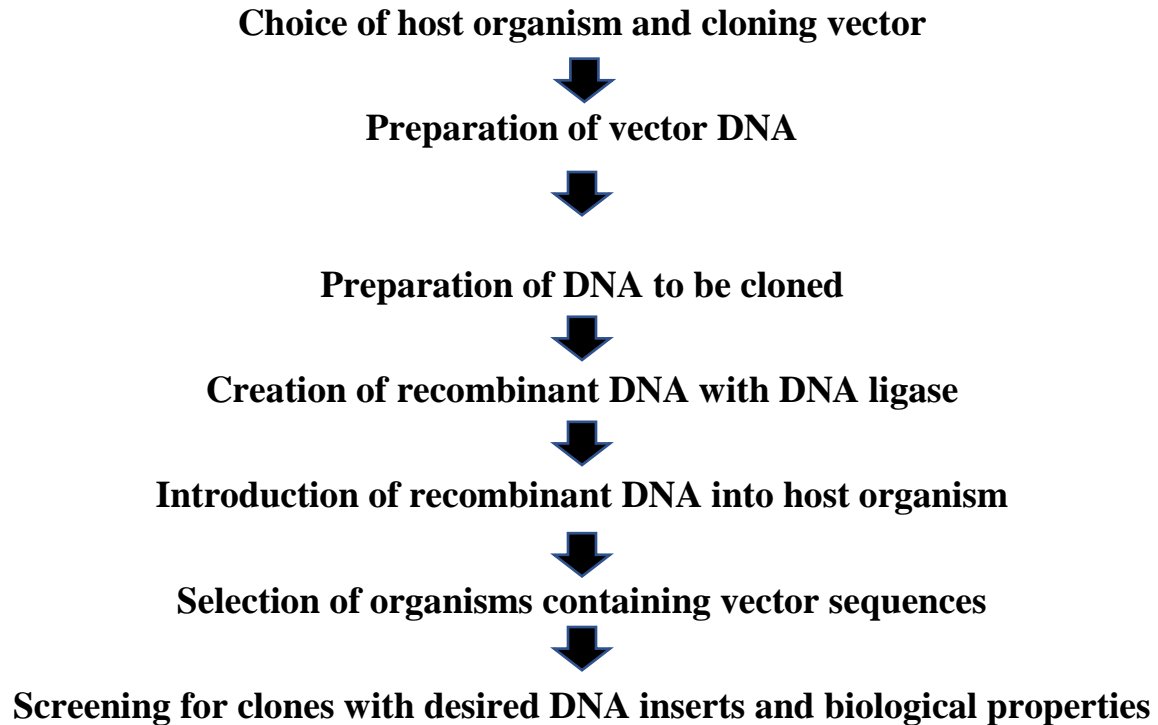 Choice of host organism and cloning vector
Preparation of vector DNA
Preparation of DNA to be cloned
Creation of recombinant DNA with DNA ligase
Introduction of recombinant DNA into host organism
Selection of organisms containing vector sequences
Screening for clones with desired DNA inserts and biological properties